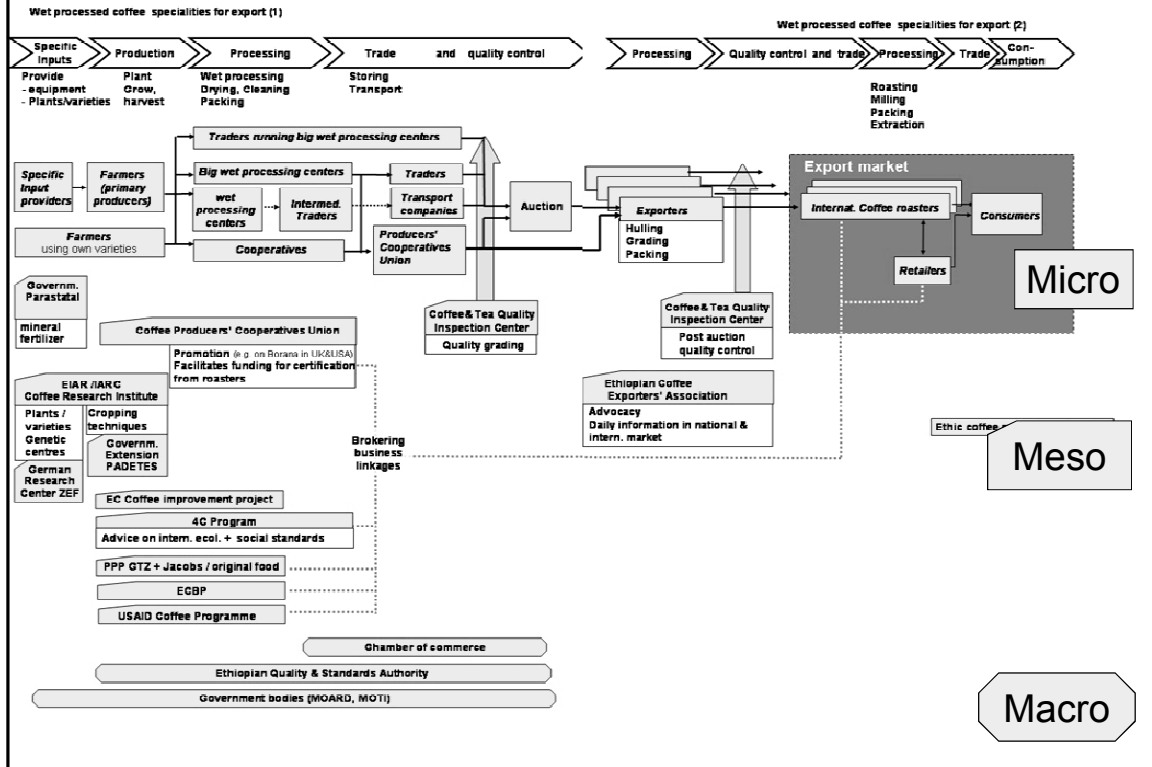 Wet processed coffee specialities for export (1)
Wet processed coffee specialities for export (2)
Specific
Inputs
Production
Processing
Trade and quality control
Processing
Quality control and trade
Processing
Trade
Con-
sumption
Provide
- equipment
- Plants/varieties
Plant
Grow,
harvest
Wet processing
Drying, Cleaning
Packing
Storing
Transport
Roasting
Milling
Packing
Extraction
Traders running big wet processing centers
Specific
Input
providers
Farmers
(primary
producers)
Big wet processing centers
Traders
wet
processing
centers
Intermed.
Traders
Transport
companies
Farmers
using own varieties
Cooperatives
Producers'
Cooperatives
Union
Auction
Exporters
Hulling
Grading
Packing
Export market
Internat. Coffee roasters
Consumers
Retailers
Micro
Governm.
Parastatal
mineral
fertilizer
Coffee Producers' Cooperatives Union
Promotion (e.g. on Borana in UK&USA)
Facilitates funding for certification
from roasters
Coffee& Tea Quality
Inspection Center
Quality grading
Coffee& Tea Quality
Inspection Center
Post auction
quality control
EIAR /JARC
Coffee Research Institute
Plants /
varieties
Genetic
centres
Cropping
techniques
Governm.
Extension
PADETES
German
Research
Center ZEF
Ethiopian Coffee
Exporters' Association
Advocacy
Daily information in national &
intern. market
Brokering
business
linkages
Ethic coffee
Meso
EC Coffee improvement project
4C Program
Advice on intern. ecol. + social standards
PPP GTZ + Jacobs / original food
ECBP
USAID Coffee Programme
Chamber of commerce
Ethiopian Quality & Standards Authority
Government bodies (MOARD, MOTI)
Macro